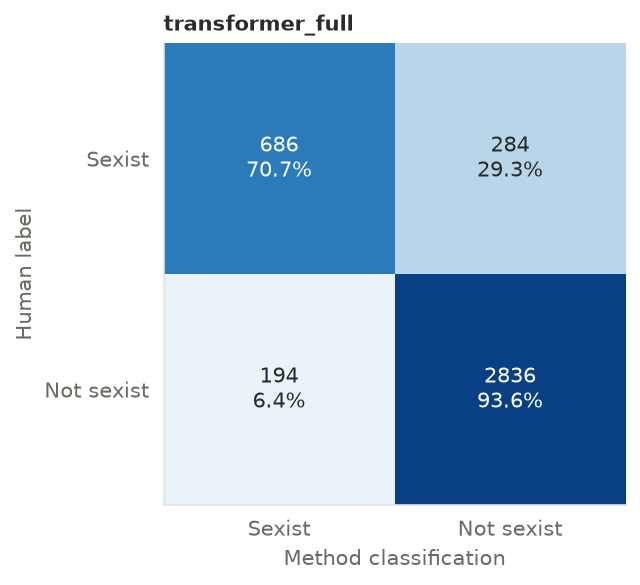 transformer_full
Human label
Sexist
686
70.7%
284
29.3%
Not sexist
194
6.4%
2836
93.6%
Sexist
Not sexist
Method classification